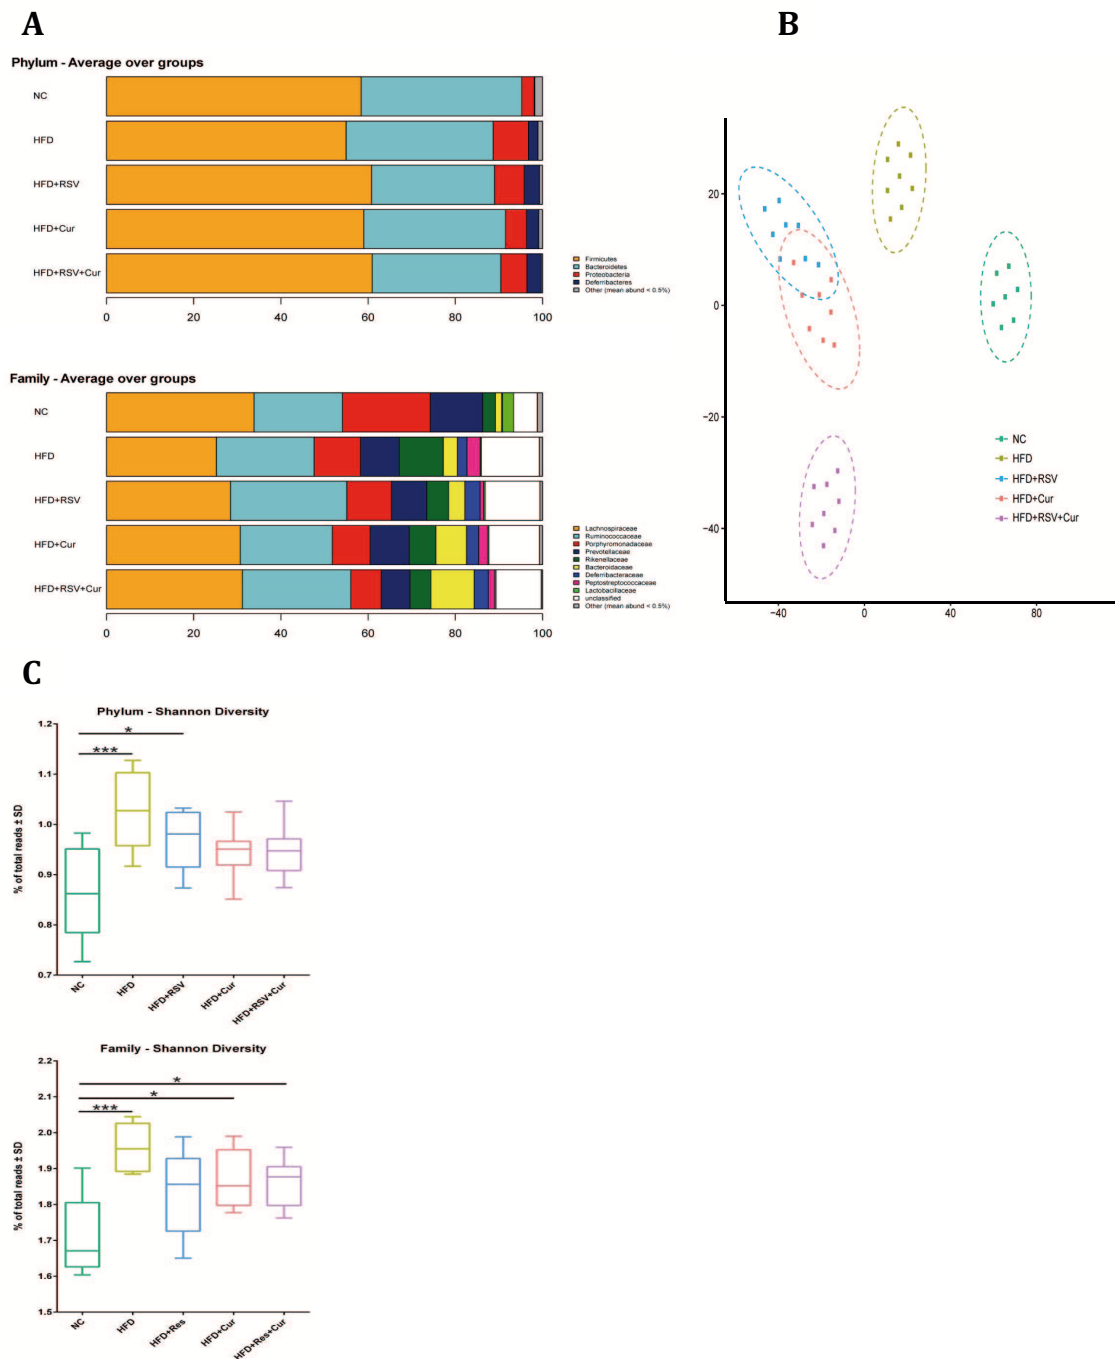 A
B
Phylum - Average over groups
NC
HFD
HFD+RSV
HFD+Cur
HFD+RSV+Cur
Firmicutes
Bacteroidetes
Proteobacteria
Deferribacteres
Other (mean abund < 0.5%)
0 20 40 60 80 100
Family - Average over groups
NC
HFD
HFD+RSV
HFD+Cur
HFD+RSV+Cur
Lachnospiraceae
Ruminococcaceae
Porphyromonadaceae
Prevotellaceae
Rikenellaceae
Bacteroidaceae
Deferribacteraceae
Peptostreptococcaceae
Lactobacillaceae
unclassified
Other (mean abund < 0.5%)
0 20 40 60 80 100
20
0
−20
−40
−40 0 40 80
NC
HFD
HFD+RSV
HFD+Cur
HFD+RSV+Cur
C
Phylum - Shannon Diversity
% of total reads ± SD
1.2
1.1
1.0
0.9
0.8
0.7
*
***
NC HFD HFD+RSV HFD+Cur HFD+RSV+Cur
Family - Shannon Diversity
% of total reads ± SD
2.2
2.1
2.0
1.9
1.8
1.7
1.6
1.5
*
*
***
NC HFD HFD+Res HFD+Cur HFD+Res+Cur